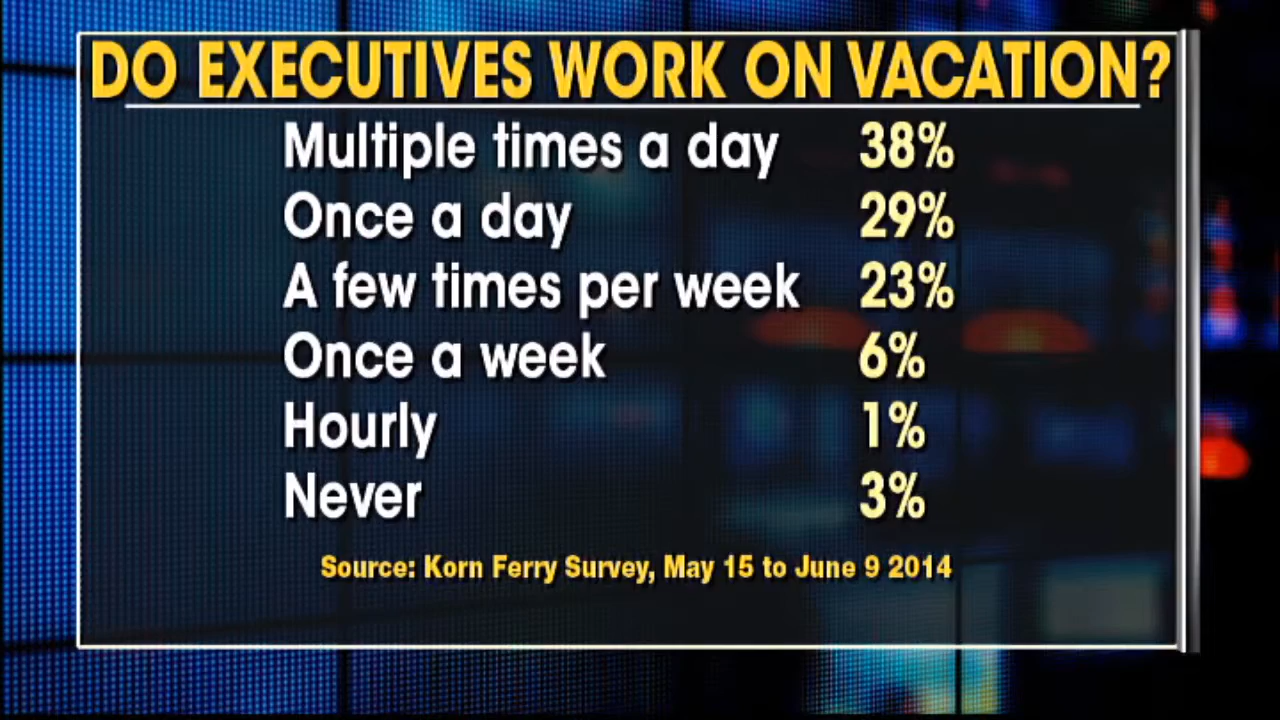 DO EXECUTIVES WORK ON VACATION?
Multiple times a day 38%
Once a day 29%
A few times per week 23%
Once a week 6%
Hourly 1%
Never 3%
Source: Korn Ferry Survey, May 15 to June 9 2014